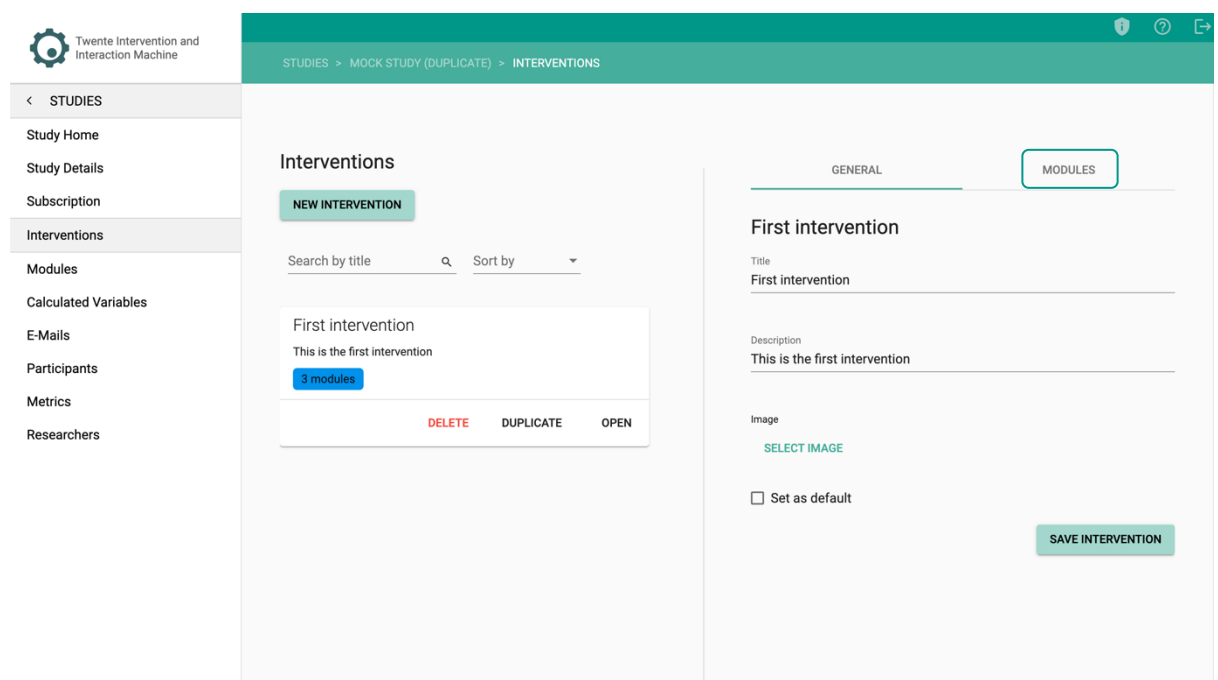 Twente Intervention and
Interaction Machine
STUDIES > MOCK STUDY (DUPLICATE) > INTERVENTIONS
< STUDIES
Study Home
Study Details
Subscription
Interventions
Modules
Calculated Variables
E-Mails
Participants
Metrics
Researchers
Interventions
NEW INTERVENTION
Search by title
Sort by
First intervention
This is the first intervention
3 modules
DELETE DUPLICATE OPEN
GENERAL MODULES
First intervention
Title
First intervention
Description
This is the first intervention
Image
SELECT IMAGE
Set as default
SAVE INTERVENTION